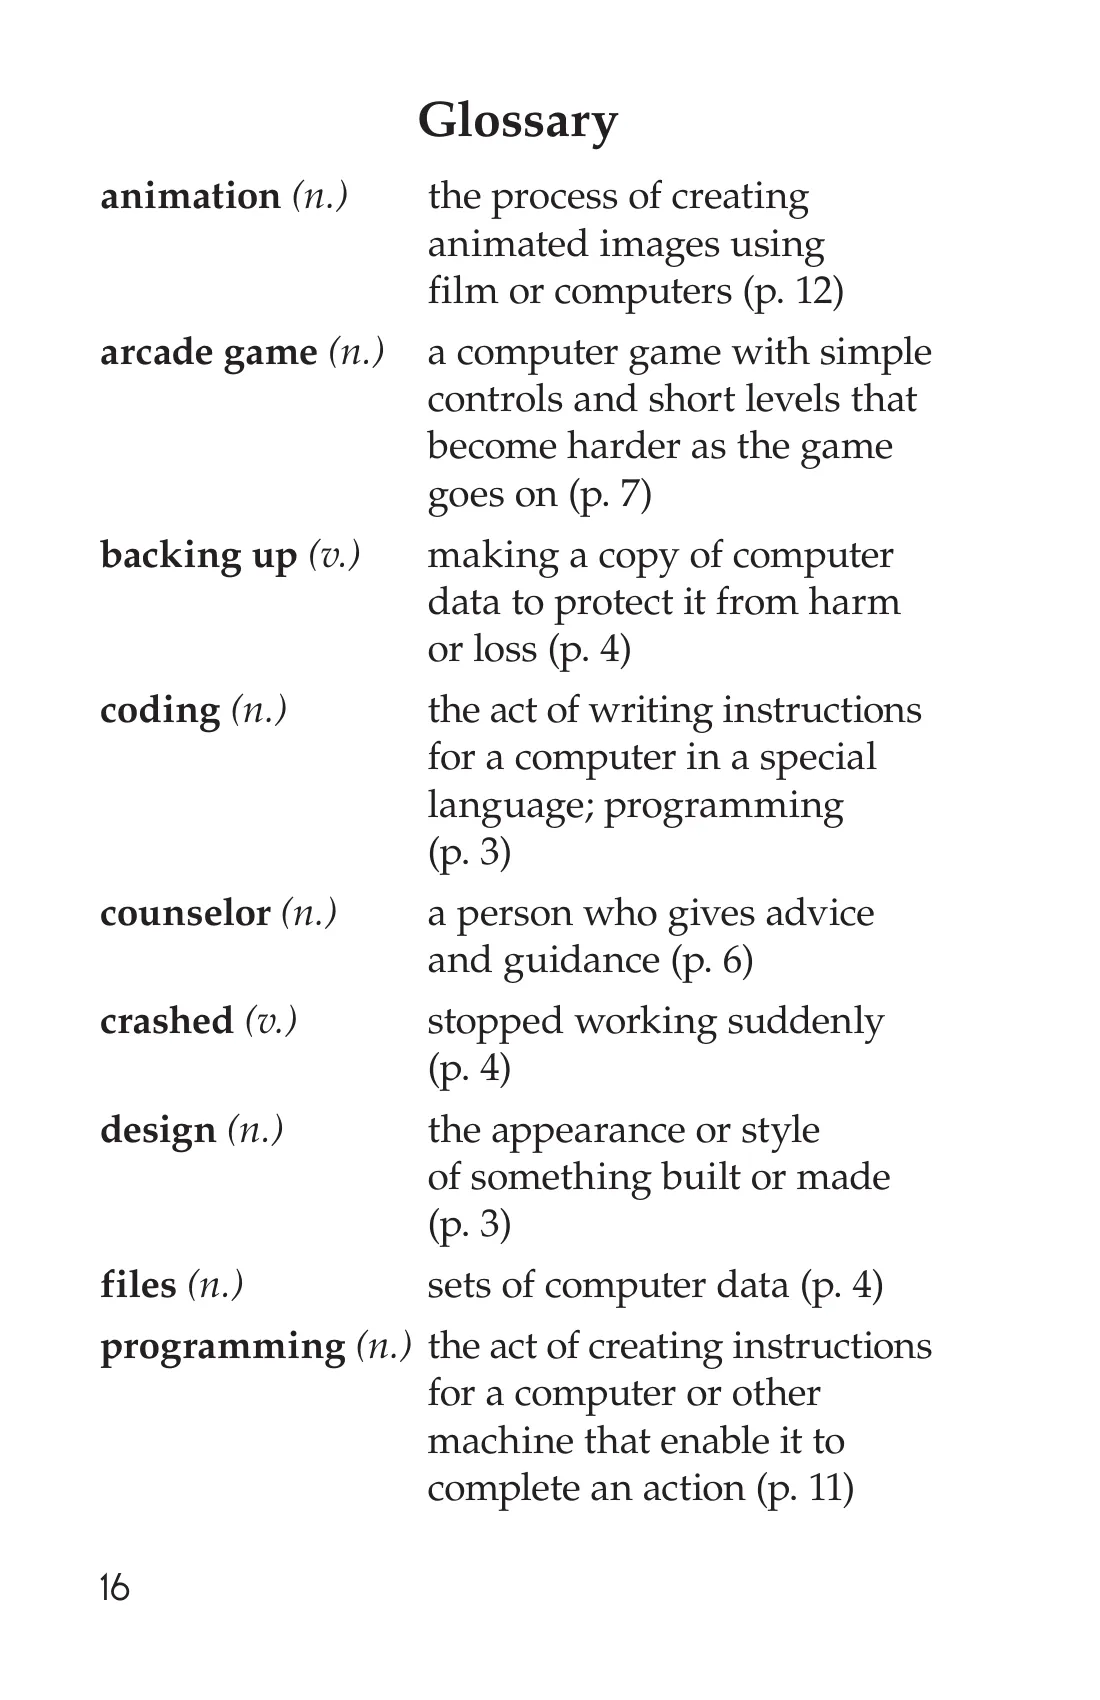 Glossary
animation (n.) the process of creating
animated images using
film or computers (p. 12)
arcade game (n.) a computer game with simple
controls and short levels that
become harder as the game
goes on (p. 7)
backing up (v.) making a copy of computer
data to protect it from harm
or loss (p. 4)
coding (n.) the act of writing instructions
for a computer in a special
language; programming
(p. 3)
counselor (n.) a person who gives advice
and guidance (p. 6)
crashed (v.) stopped working suddenly
(p. 4)
design (n.) the appearance or style
of something built or made
(p. 3)
files (n.) sets of computer data (p. 4)
programming (n.) the act of creating instructions
for a computer or other
machine that enable it to
complete an action (p. 11)
16